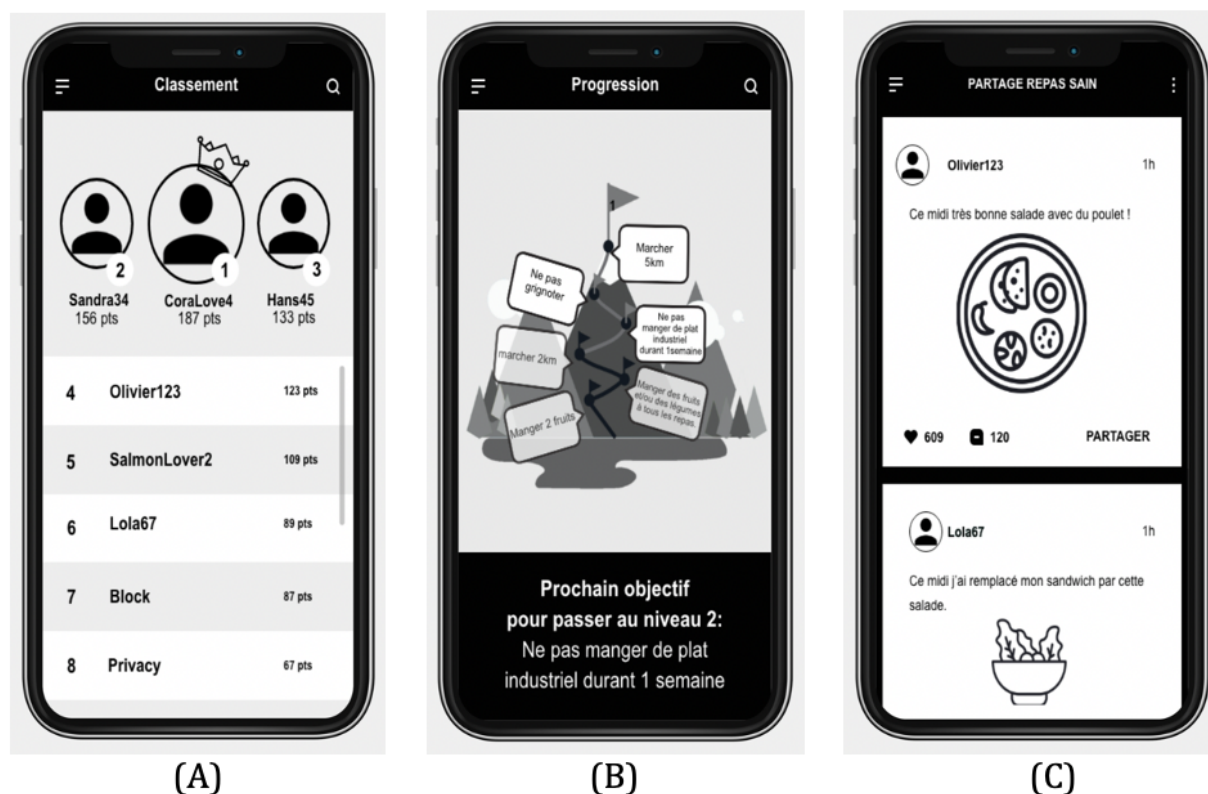 Classement
2
1
3
Sandra34
156 pts
CoraLove4
187 pts
Hans45
133 pts
4 Olivier123 123 pts
5 SalmonLover2 109 pts
6 Lola67 89 pts
7 Block 87 pts
8 Privacy 67 pts
(A)
Progression
1
Marcher
5km
Ne pas
grignoter
Ne pas
manger de plat
industriel
durant 1semaine
marcher 2km
Manger des fruits
et/ou des légumes
à tous les repas.
Manger 2 fruits
Prochain objectif
pour passer au niveau 2:
Ne pas manger de plat
industriel durant 1 semaine
(B)
PARTAGE REPAS SAIN
Olivier123 1h
Ce midi très bonne salade avec du poulet !
609 120 PARTAGER
Lola67 1h
Ce midi j'ai remplacé mon sandwich par cette
salade.
(C)